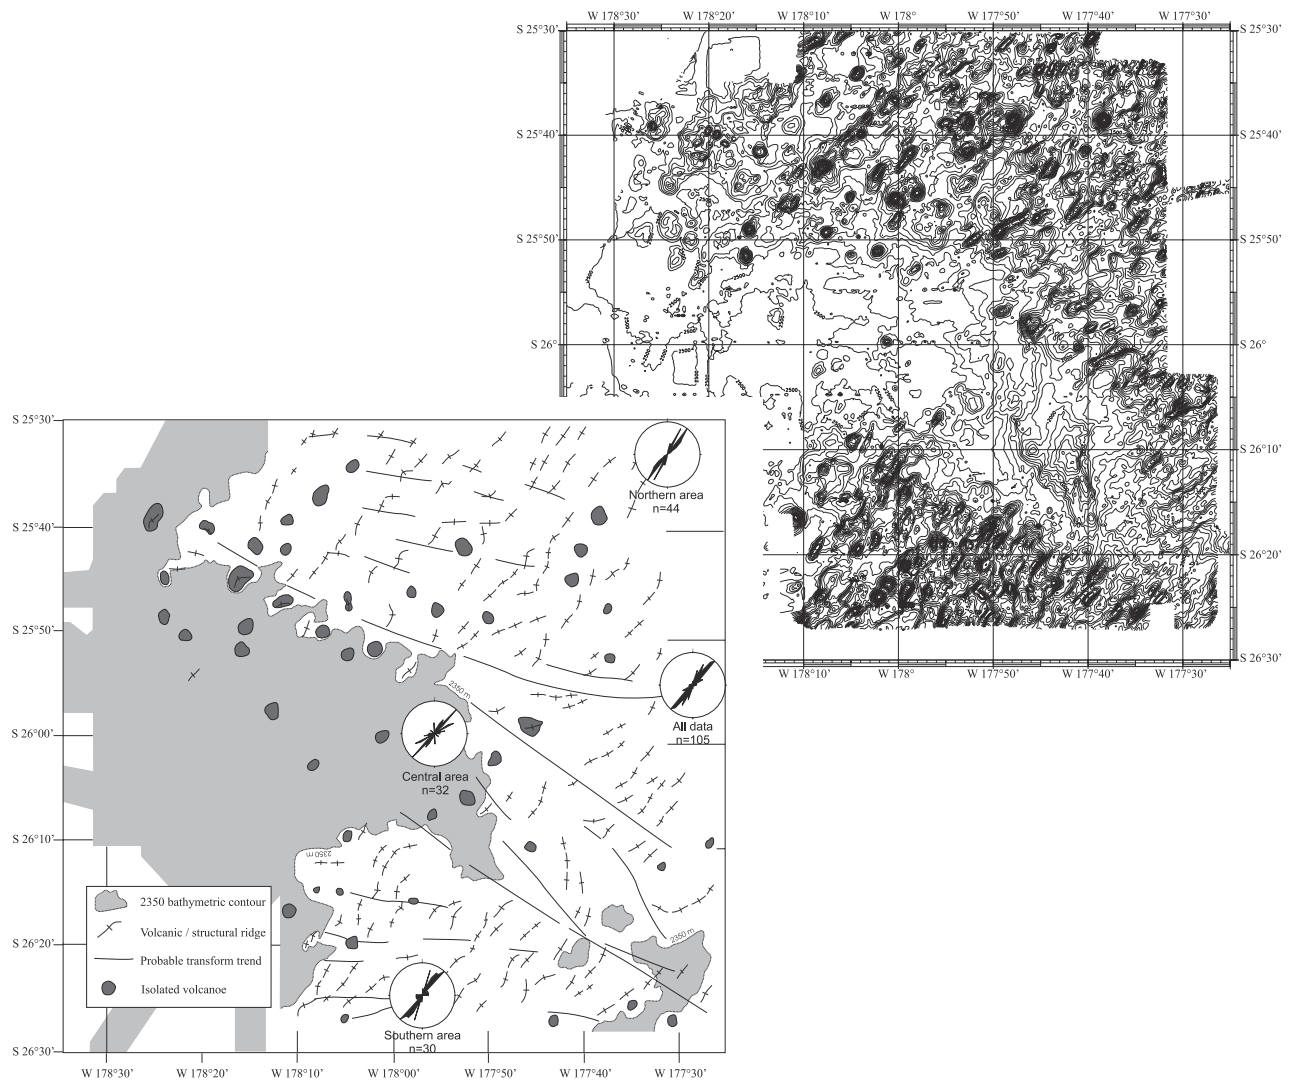 W 178°30' W 178°20' W 178°10' W 178° W 177°50' W 177°40' W 177°30'
S 25°30' S 25°30'
S 25°40' S 25°40'
S 25°50' S 25°50'
S 26° S 26°
S 26°10'
S 26°20'
S 26°30'
W 178°10' W 178° W 177°50' W 177°40' W 177°30'
S 25°30'
S 25°40'
S 25°50'
S 26°00'
S 26°10'
S 26°20'
S 26°30'
Northern area
n=44
2350 m
All data
n=105
Central area
n=32
2350 m
2350 m
Southern area
n=30
2350 bathymetric contour
Volcanic / structural ridge
Probable transform trend
Isolated volcanoe
W 178°30' W 178°20' W 178°10' W 178°00' W 177°50' W 177°40' W 177°30'